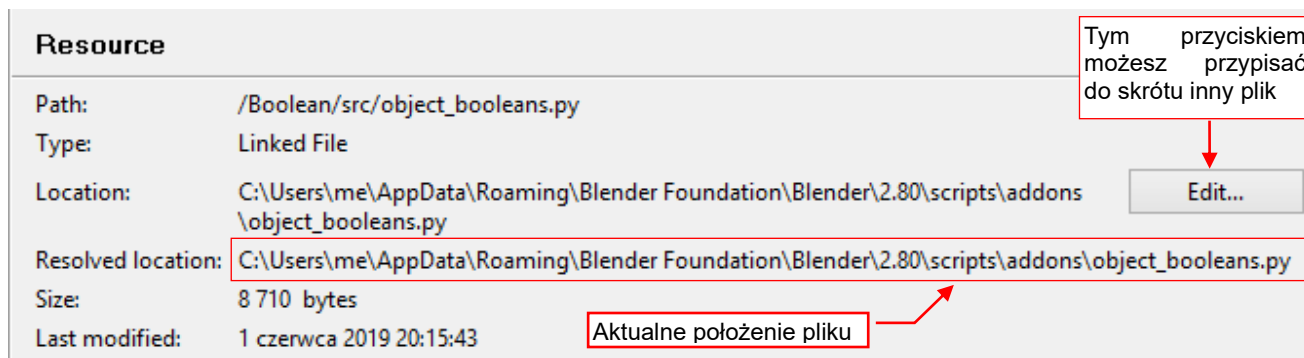 Resource
Tym przyciskiem
możesz przypisać
do skrótu inny plik
Path: /Boolean/src/object_booleans.py
Type: Linked File
Location: C:\Users\me\AppData\Roaming\Blender Foundation\Blender\2.80\scripts\addons
\object_booleans.py
Edit...
Resolved location: C:\Users\me\AppData\Roaming\Blender Foundation\Blender\2.80\scripts\addons\object_booleans.py
Size: 8 710 bytes
Last modified: 1 czerwca 2019 20:15:43
Aktualne położenie pliku